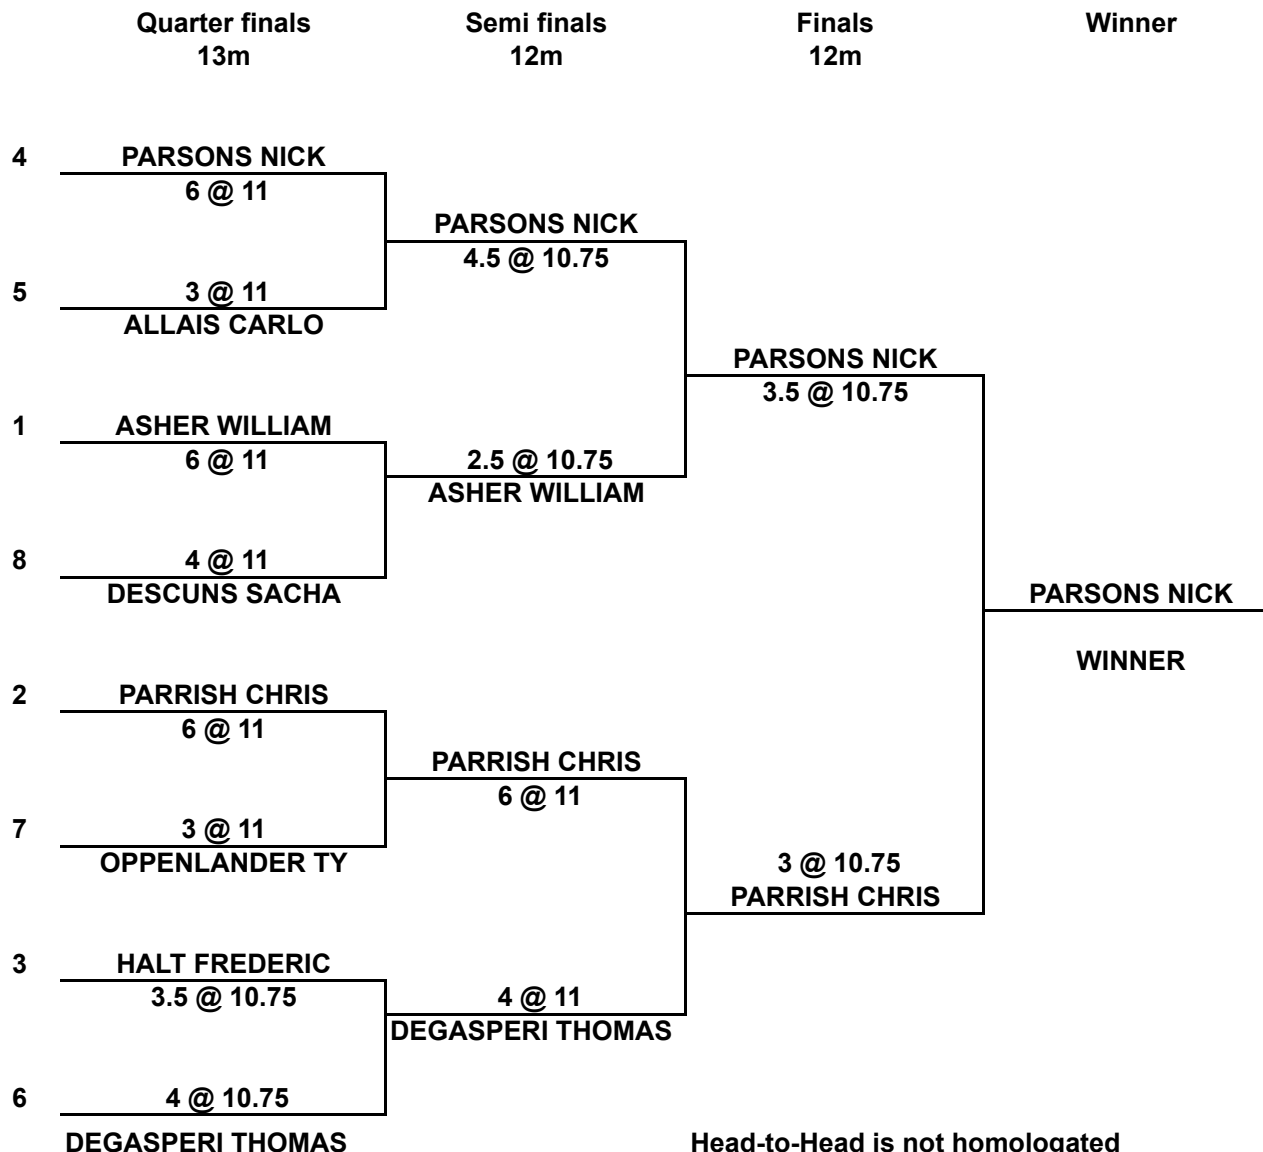 Quarter finals Semi finals Finals Winner
13m 12m 12m
4 PARSONS NICK
6 @ 11
PARSONS NICK
4.5 @ 10.75
5 3 @ 11
ALLAIS CARLO
PARSONS NICK
3.5 @ 10.75
1 ASHER WILLIAM
6 @ 11 2.5 @ 10.75
ASHER WILLIAM
8 4 @ 11
DESCUNS SACHA PARSONS NICK
WINNER
2 PARRISH CHRIS
6 @ 11
PARRISH CHRIS
6 @ 11
7 3 @ 11
OPPENLANDER TY 3 @ 10.75
PARRISH CHRIS
3 HALT FREDERIC
3.5 @ 10.75 4 @ 11
DEGASPERI THOMAS
6 4 @ 10.75
DEGASPERI THOMAS Head-to-Head is not homologated